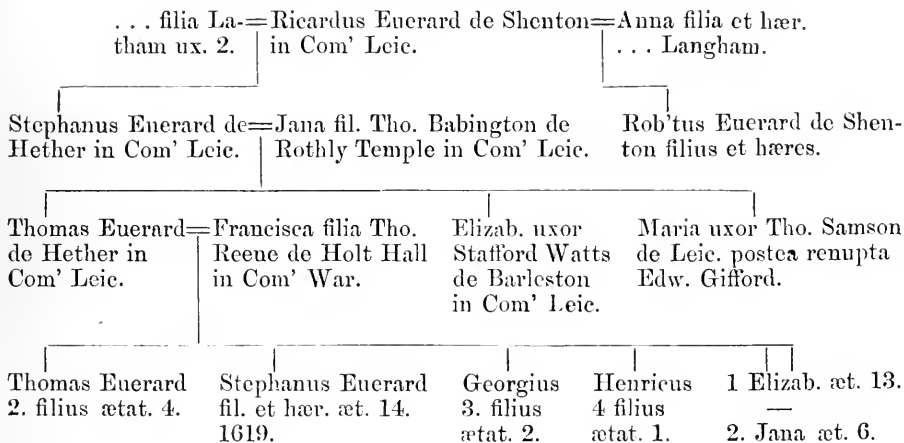 . . . filia La-
tham ux. 2.
Ricardus Euerard de Shenton
in Com' Leic.
Anna filia et hær.
. . . Langham.
Stephanus Euerard de
Hether in Com' Leic.
Jana fil. Tho. Babington de
Rothly Temple in Com' Leic.
Rob'tus Euerard de Shen-
ton filius et hæres.
Thomas Euerard
de Hether in
Com' Leic.
Francisca filia Tho.
Reeue de Holt Hall
in Com' War.
Elizab. uxor
Stafford Watts
de Barleston
in Com' Leic.
Maria uxor Tho. Samson
de Leic. postea renupta
Edw. Gifford.
Thomas Euerard
2. filius ætat. 4.
Stephanus Euerard
fil. et hær. æt. 14.
1619.
Georgius
3. filius
ætat. 2.
Henricus
4 filius
ætat. 1.
1 Elizab. æt. 13.
—
2. Jana æt. 6.